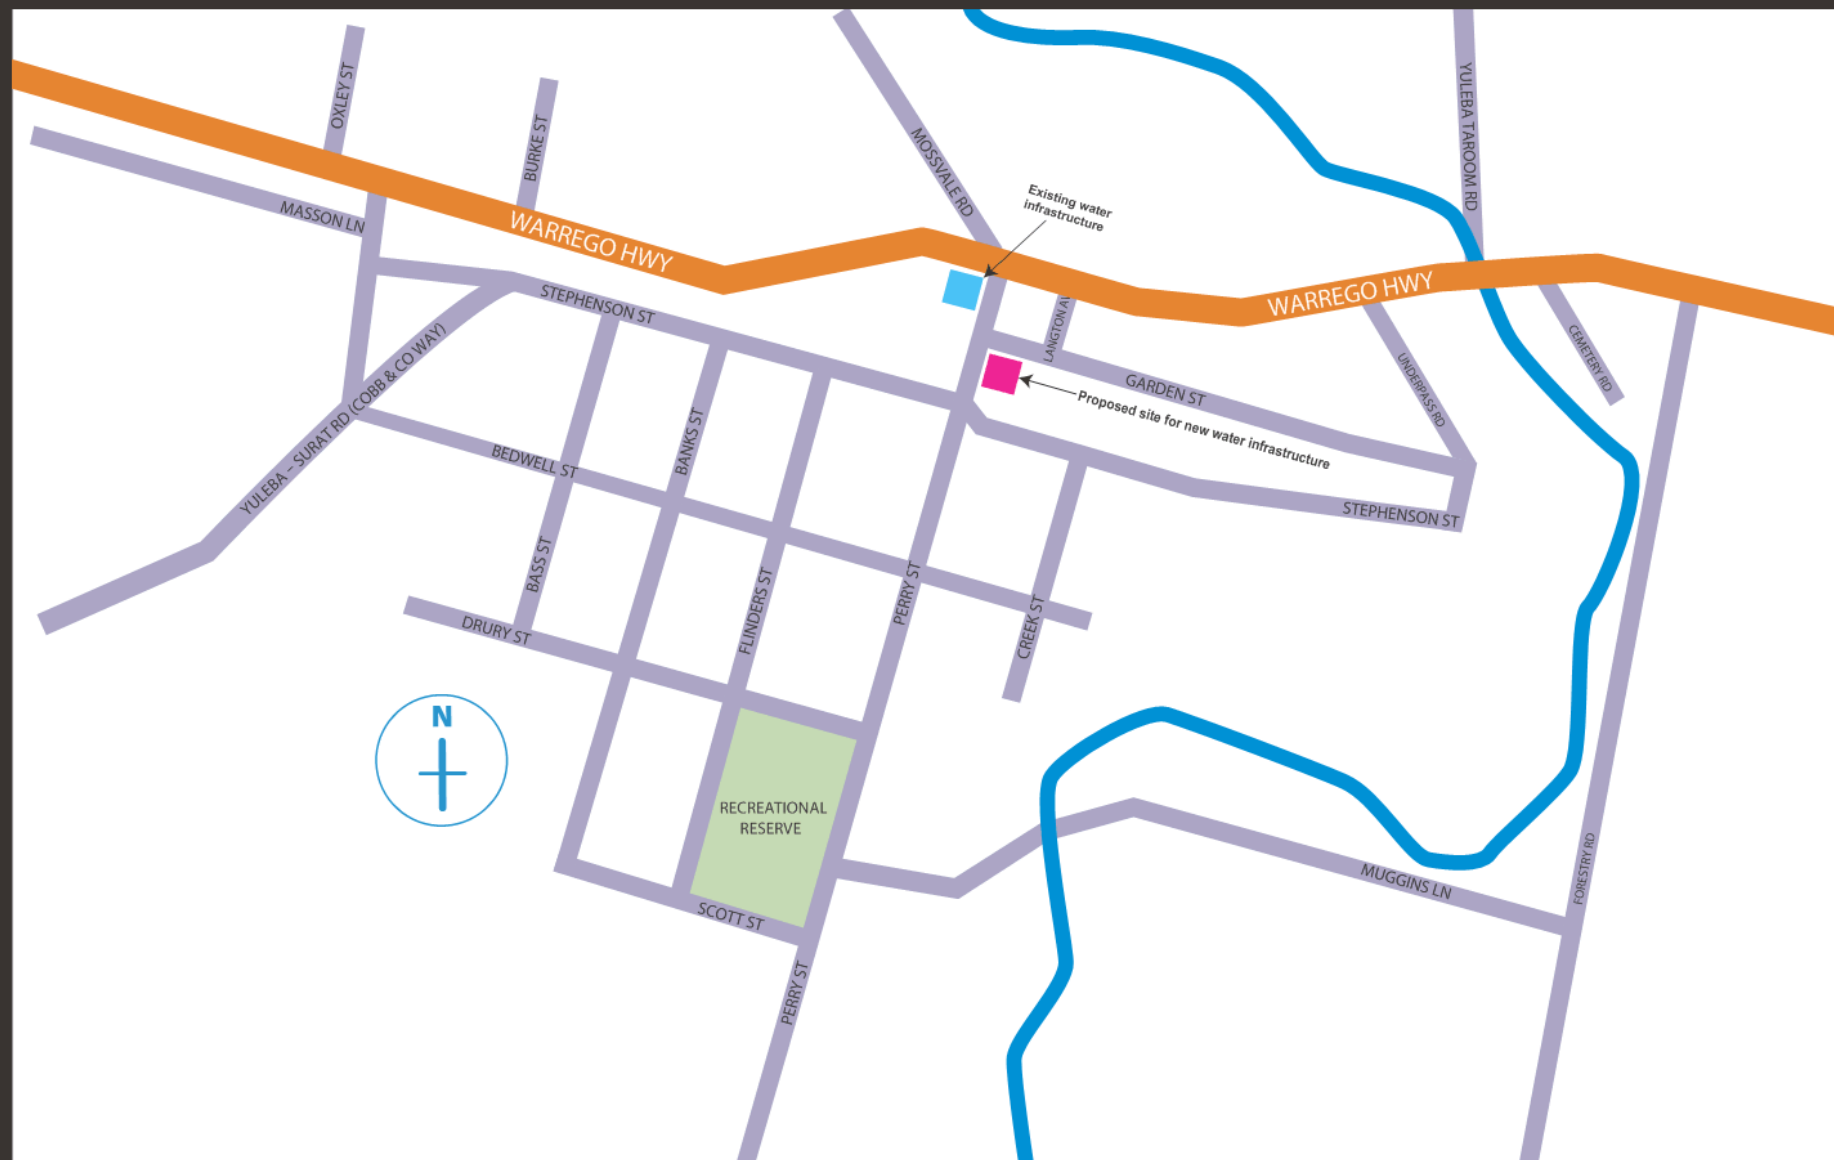 OXLEY ST
BURKE ST
MOSSVALE RD
YULEBA TAROOM RD
Existing water
infrastructure
MASSON LN
WARREGO HWY
WARREGO HWY
STEPHENSON ST
LANGTON AV
CEMETERY RD
UNDERPASS RD
GARDEN ST
Proposed site for new water infrastructure
YULEBA – SURAT RD (COBB & CO WAY)
BEDWELL ST
BANKS ST
STEPHENSON ST
BASS ST
FLINDERS ST
PERRY ST
CREEK ST
DRURY ST
N
RECREATIONAL
RESERVE
MUGGINS LN
FORESTRY RD
SCOTT ST
PERRY ST